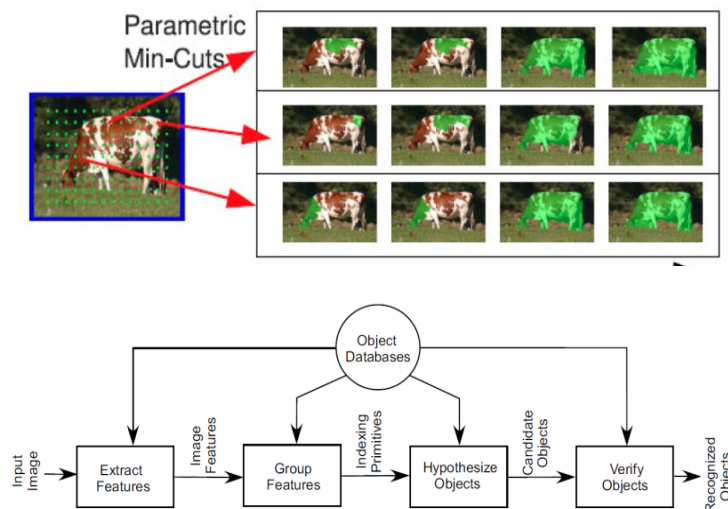 Parametric
Min-Cuts
Object
Databases
Input
Image
Extract
Features
Image
Features
Group
Features
Indexing
Primitives
Hypothesize
Objects
Candidate
Objects
Verify
Objects
Recognized
Objects